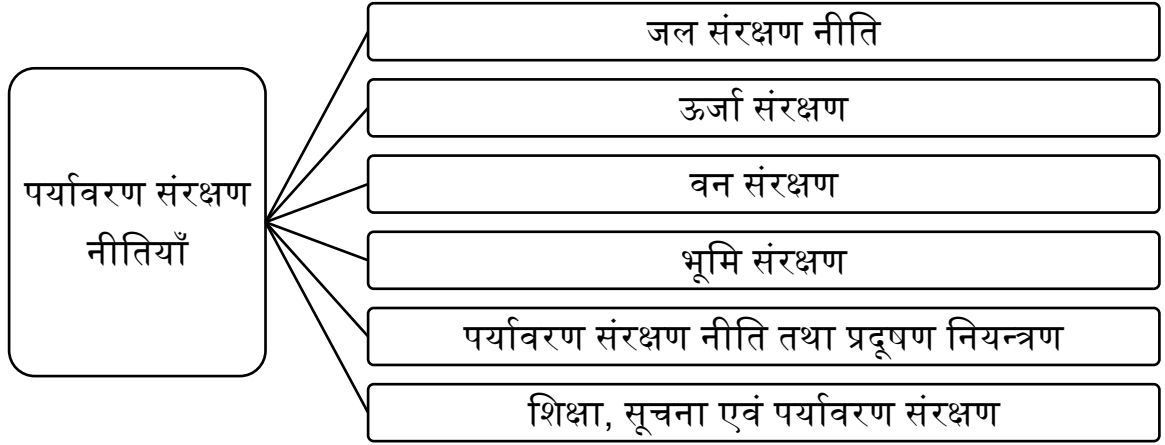 पर्यावरण संरक्षण
नीतियाँ
जल संरक्षण नीति
ऊर्जा संरक्षण
वन संरक्षण
भूमि संरक्षण
पर्यावरण संरक्षण नीति तथा प्रदूषण नियन्त्रण
शिक्षा, सूचना एवं पर्यावरण संरक्षण